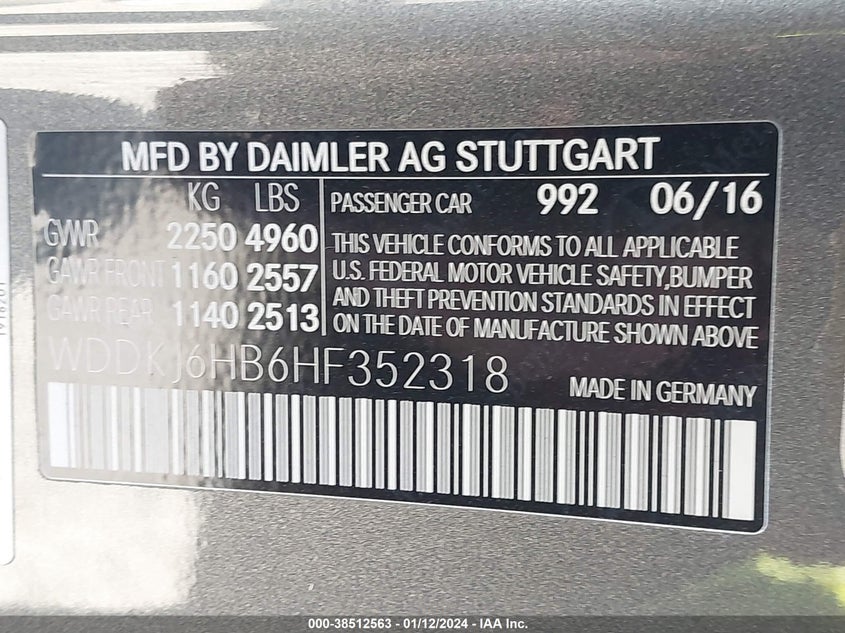 MFD BY DAIMLER AG STUTTGART
KG LBS
GVWR 2250 4960
GAWR FRONT 1160 2557
GAWR REAR 1140 2513
PASSENGER CAR 992 06/16
THIS VEHICLE CONFORMS TO ALL APPLICABLE
U.S. FEDERAL MOTOR VEHICLE SAFETY,BUMPER
AND THEFT PREVENTION STANDARDS IN EFFECT
ON THE DATE OF MANUFACTURE SHOWN ABOVE
WDDKJ6HB6HF352318
MADE IN GERMANY
000-38512563 - 01/12/2024 - IAA Inc.